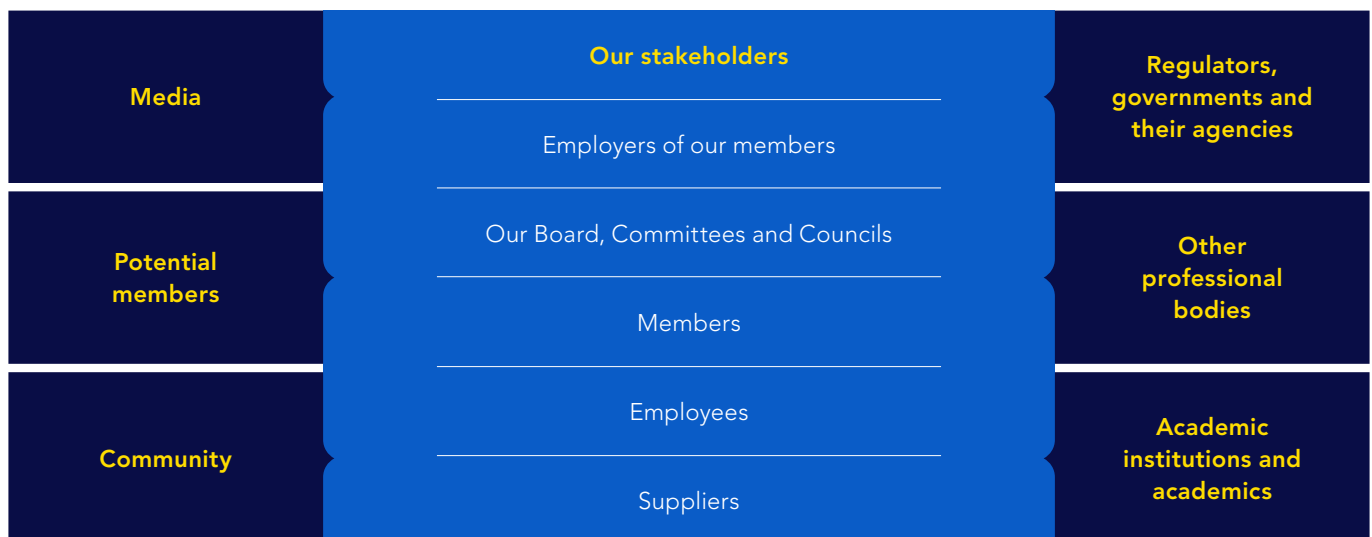 Media
Potential
members
Community
Our stakeholders
Employers of our members
Our Board, Committees and Councils
Members
Employees
Suppliers
Regulators,
governments and
their agencies
Other
professional
bodies
Academic
institutions and
academics